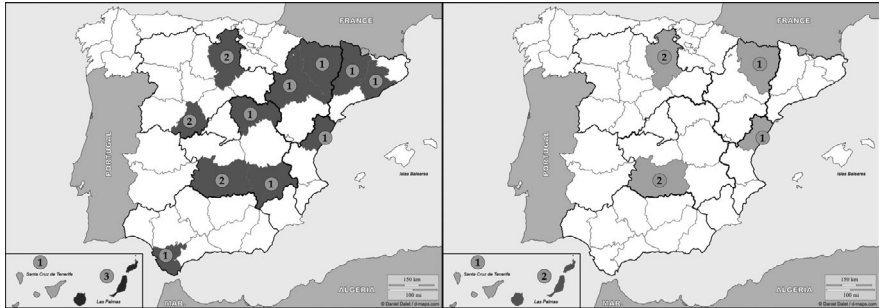 FRANCE
2
1
1
1
1
1
2
1
PORTUGAL
Islas Baleares
2
1
1
1
Santa Cruz de Tenerife
3
Las Palmas
MAR.
ALGERIA
150 km
100 mi
© Daniel Dalet / d-maps.com
FRANCE
2
1
1
PORTUGAL
Islas Baleares
2
1
Santa Cruz de Tenerife
2
Las Palmas
MAR.
ALGERIA
150 km
100 mi
© Daniel Dalet / d-maps.com